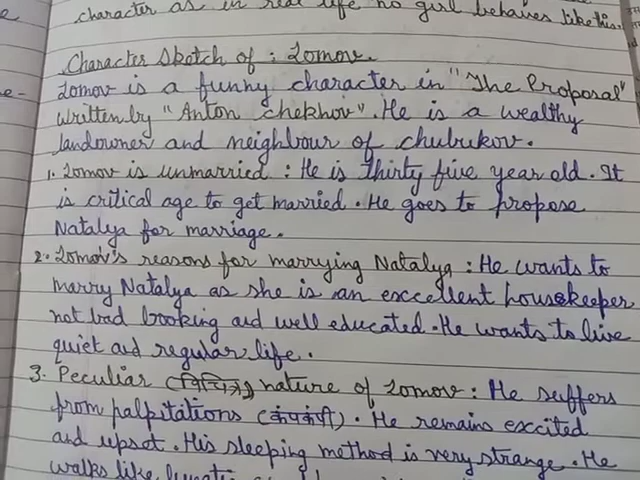 character as in real life no girl behaves like this.
Character Sketch of : Lomov.
Lomov is a funny character in "The Proposal"
written by "Anton Chekhov". He is a wealthy
landowner and neighbour of chubukov.
1. Lomov is unmarried : He is thirty five year old. It
is critical age to get married. He goes to propose
Natalya for marriage.
2. Lomov's reasons for marrying Natalya : He wants to
marry Natalya as she is an excellent housekeeper
not bad looking and well educated. He wants to live
quiet and regular life.
3. Peculiar (विचित्र) nature of Lomov : He suffers
from palpitations (कंपकंपी). He remains excited
and upset. His sleeping method is very strange. He
walks like lunatic